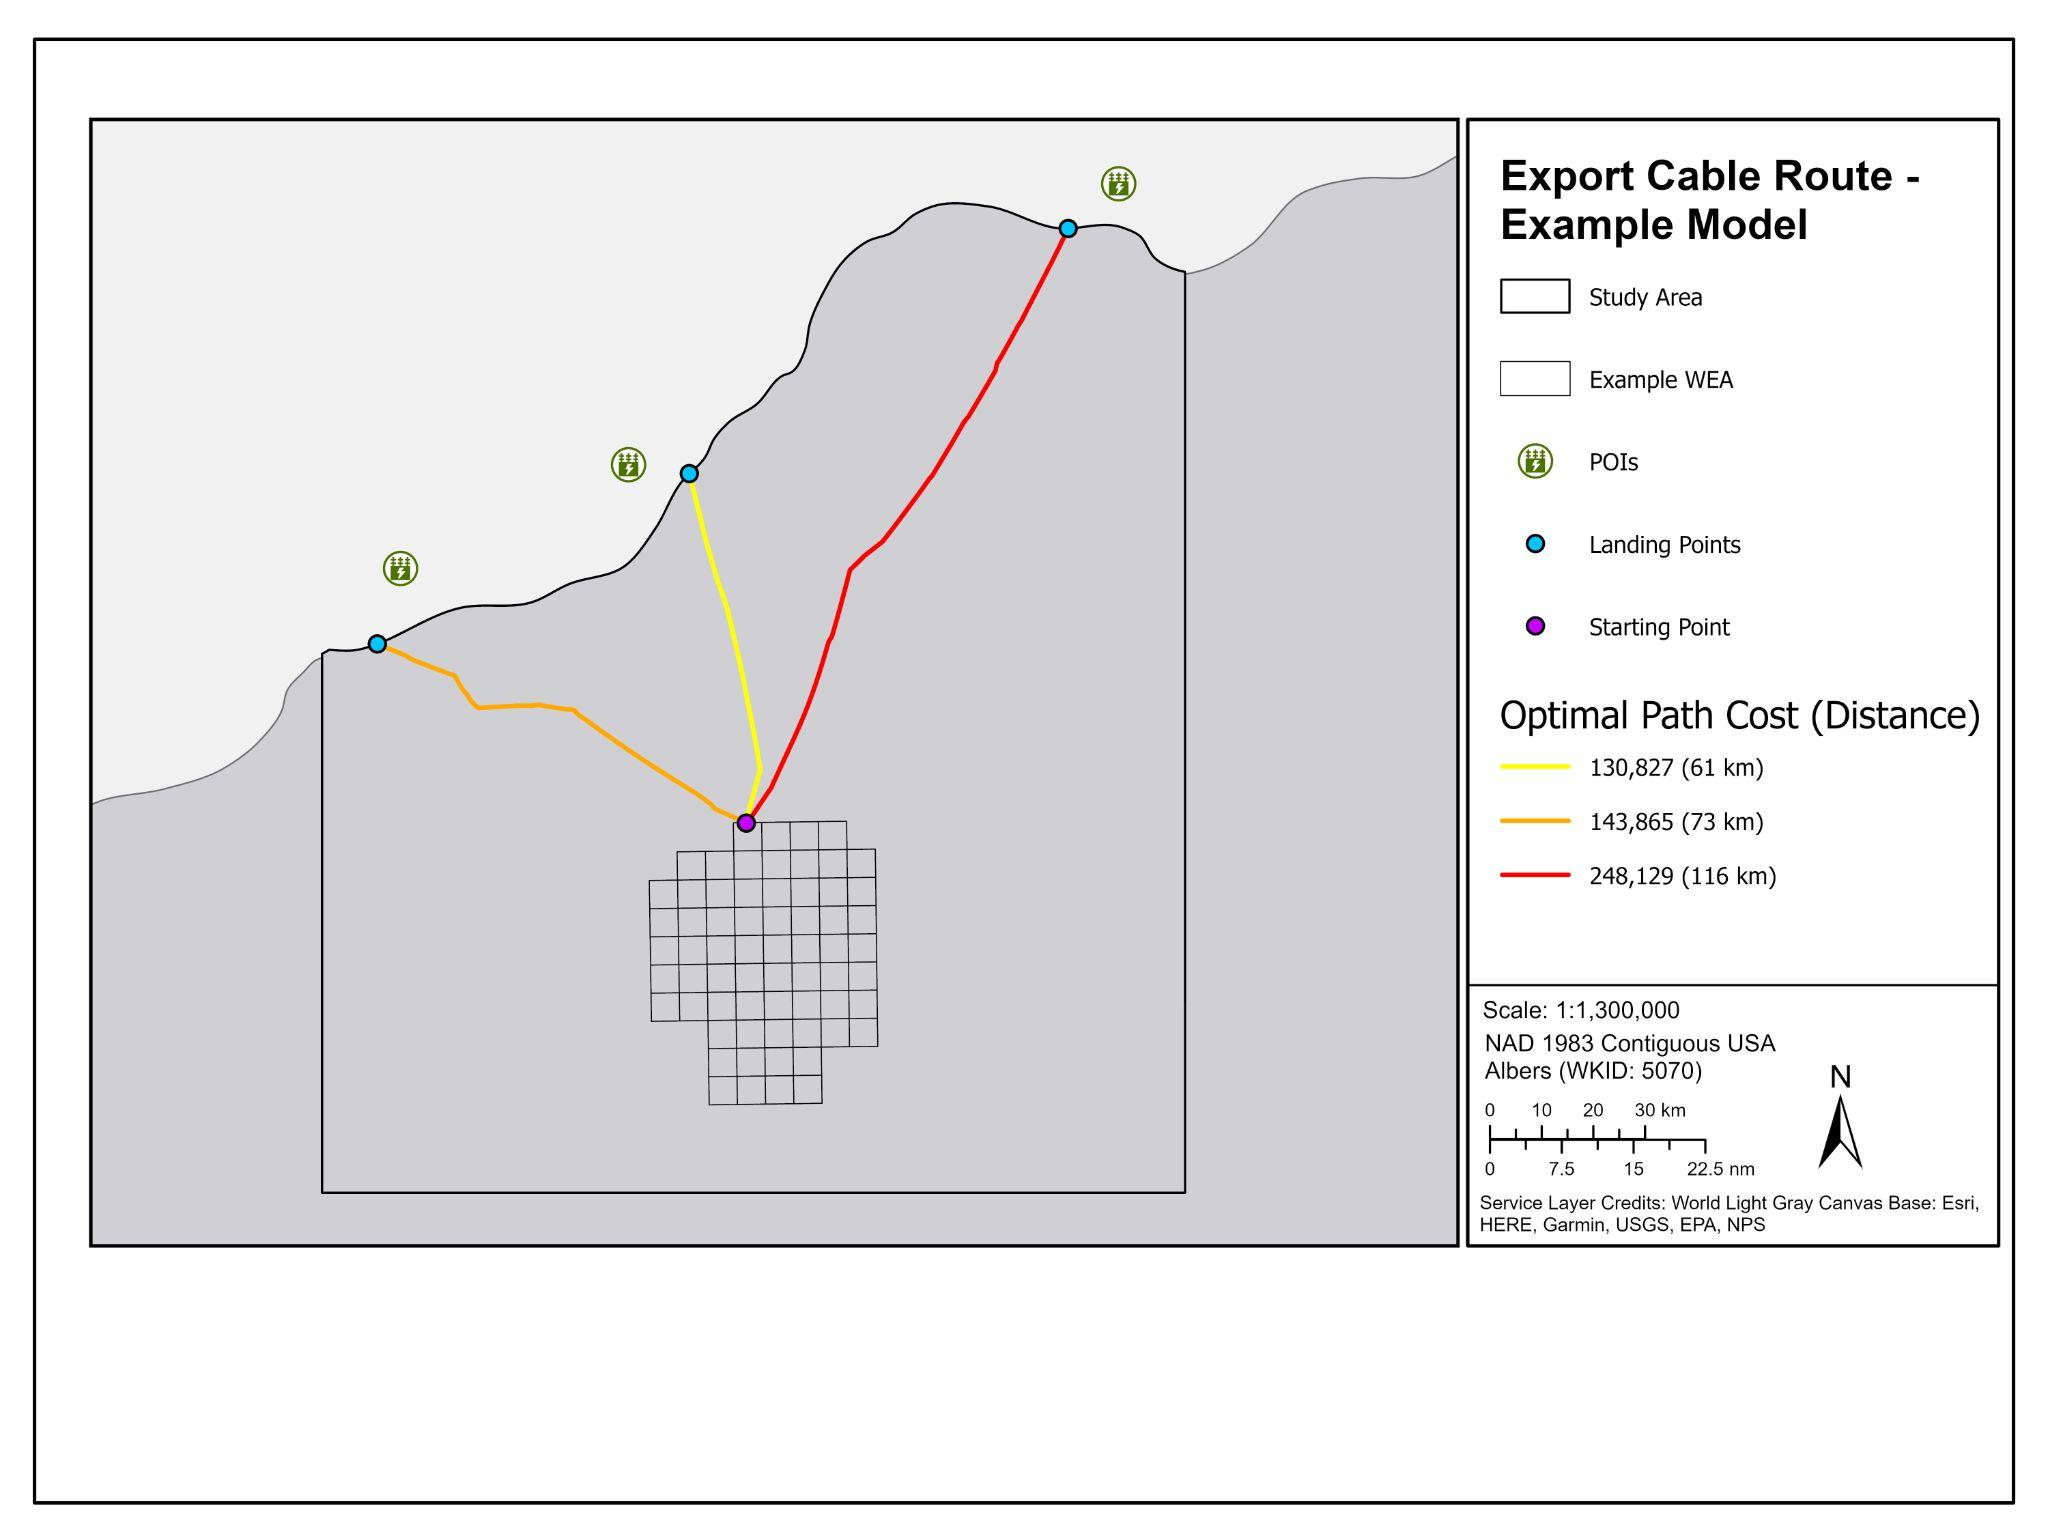 Export Cable Route -
Example Model
Study Area
Example WEA
POIs
Landing Points
Starting Point
Optimal Path Cost (Distance)
130,827 (61 km)
143,865 (73 km)
248,129 (116 km)
Scale: 1:1,300,000
NAD 1983 Contiguous USA
Albers (WKID: 5070)
N
0 10 20 30 km
0 7.5 15 22.5 nm
Service Layer Credits: World Light Gray Canvas Base: Esri,
HERE, Garmin, USGS, EPA, NPS